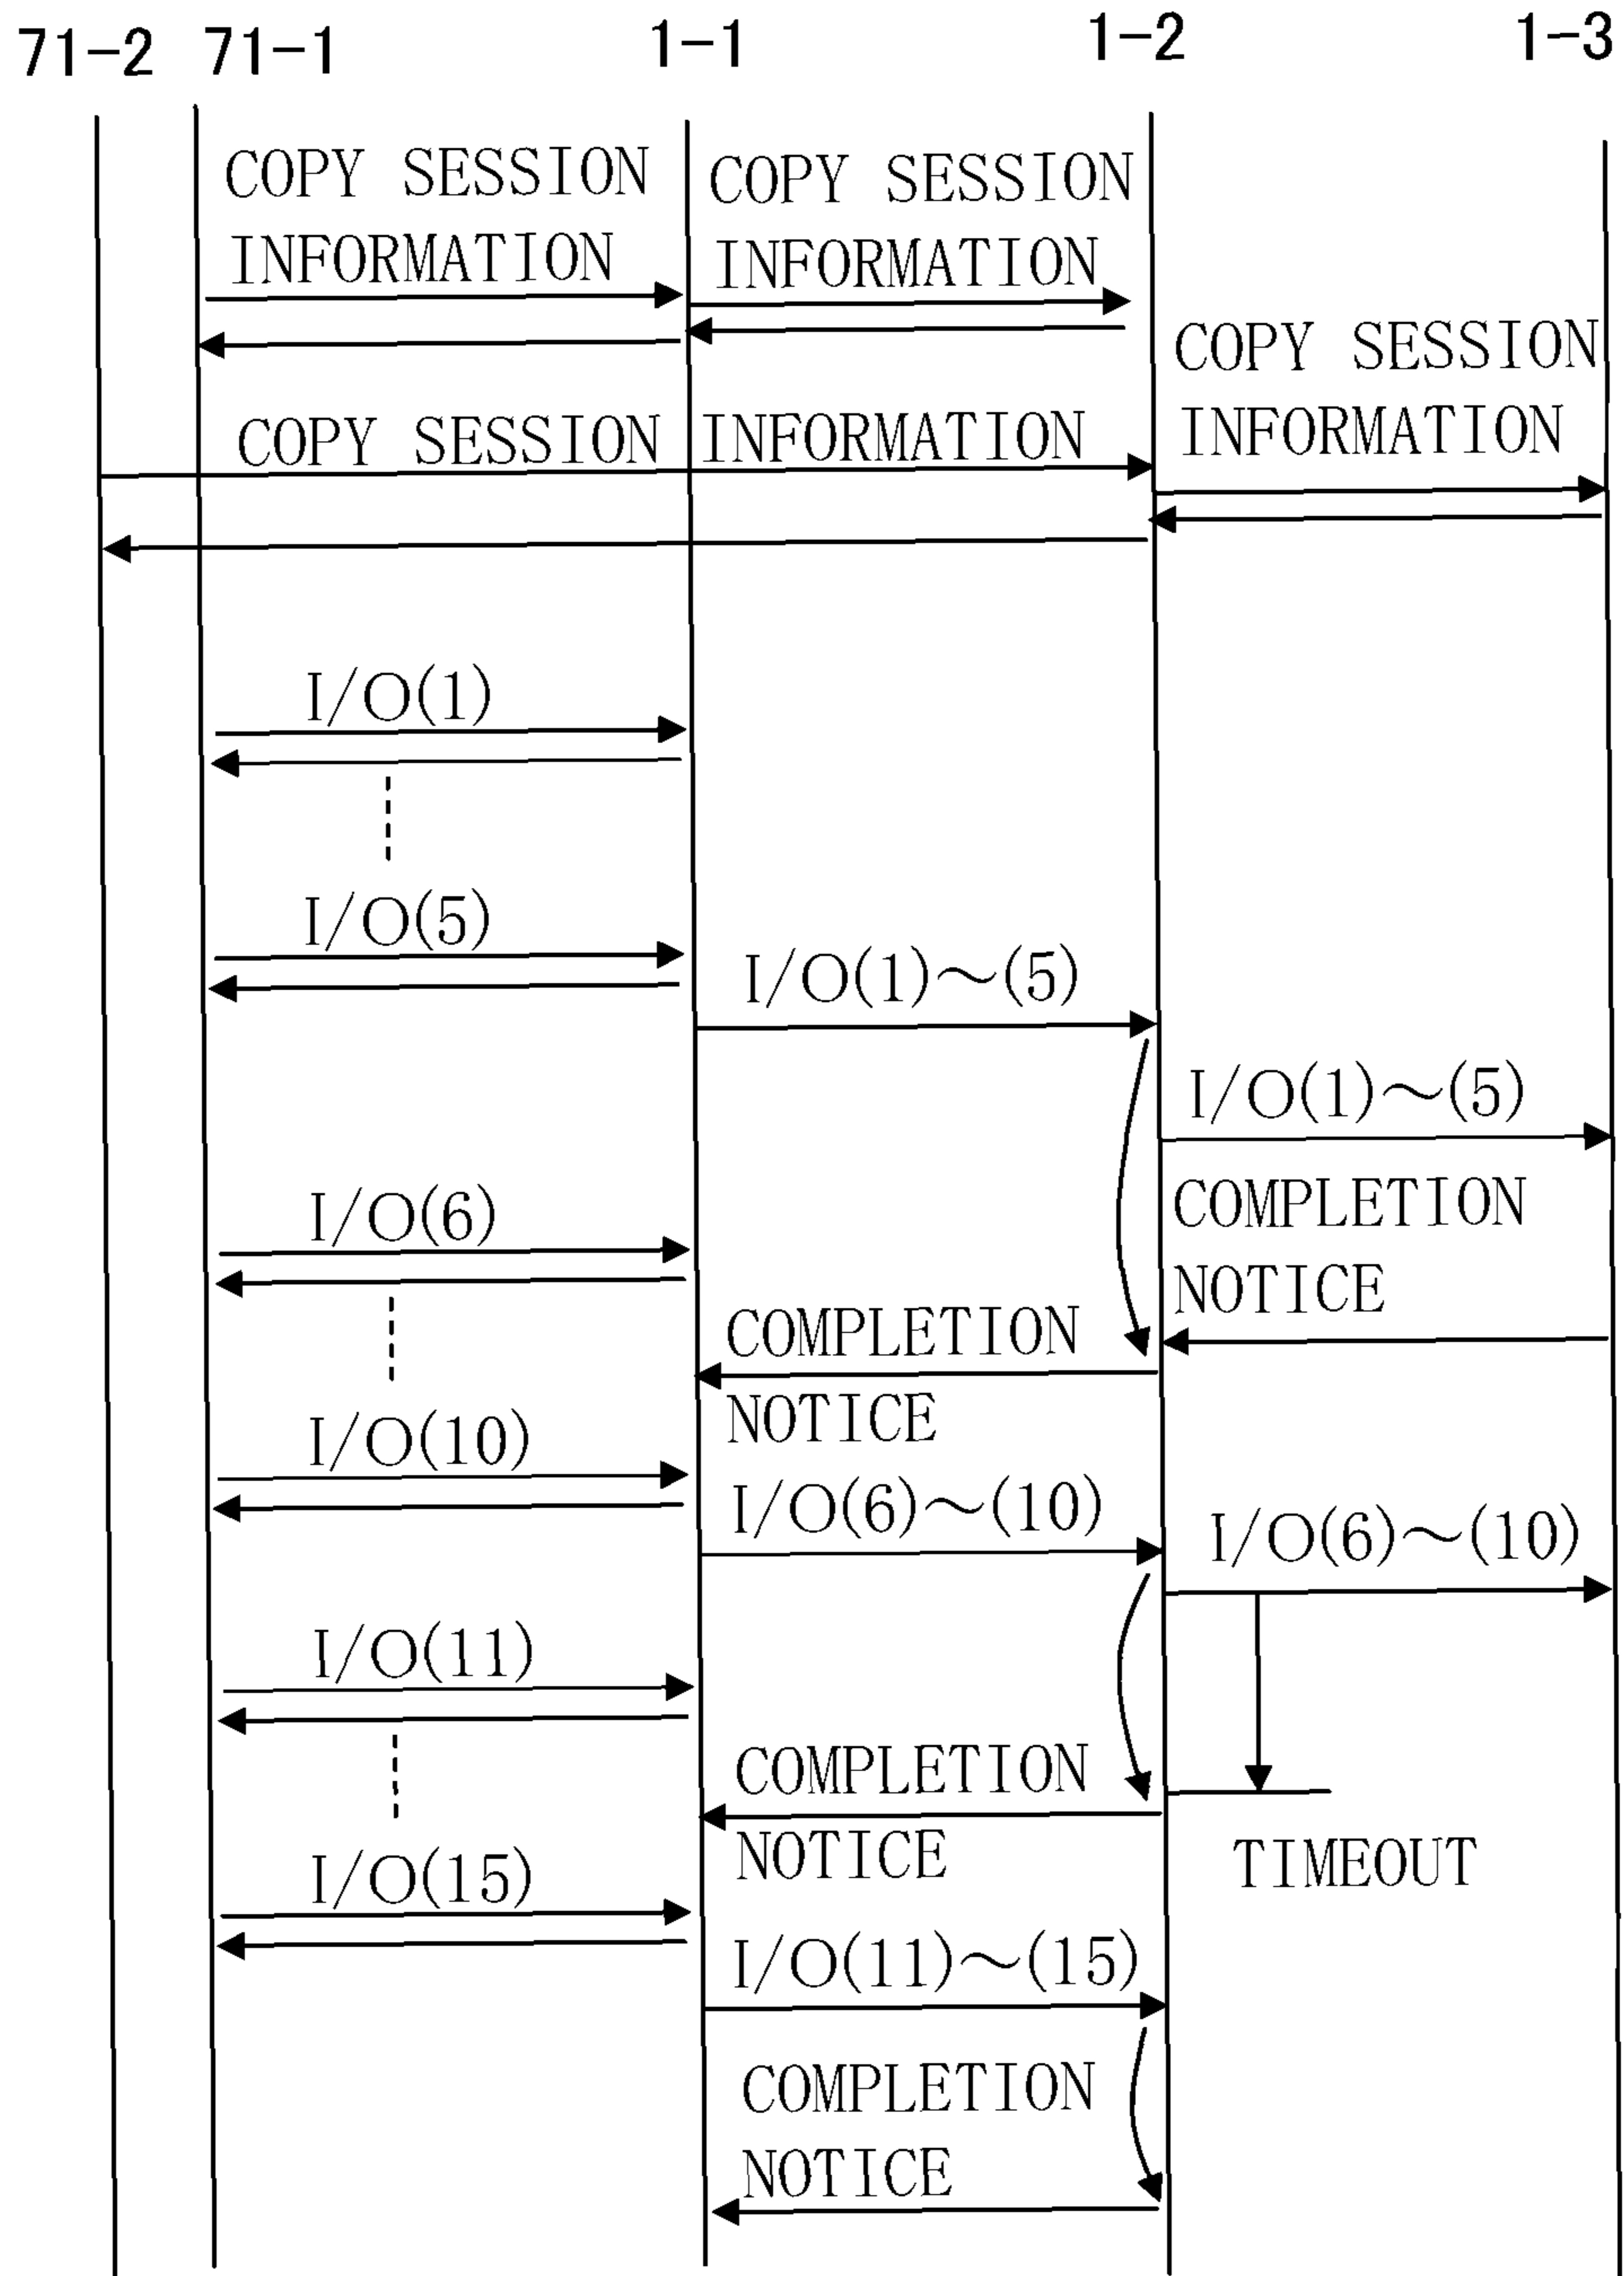 71-2 71-1 1-1 1-2 1-3
COPY SESSION
INFORMATION
COPY SESSION
INFORMATION
COPY SESSION
INFORMATION
COPY SESSION INFORMATION
I/O(1)
I/O(5)
I/O(1)～(5)
I/O(1)～(5)
I/O(6)
COMPLETION
NOTICE
COMPLETION
NOTICE
I/O(10)
I/O(6)～(10)
I/O(6)～(10)
I/O(11)
COMPLETION
NOTICE
TIMEOUT
I/O(15)
I/O(11)～(15)
COMPLETION
NOTICE